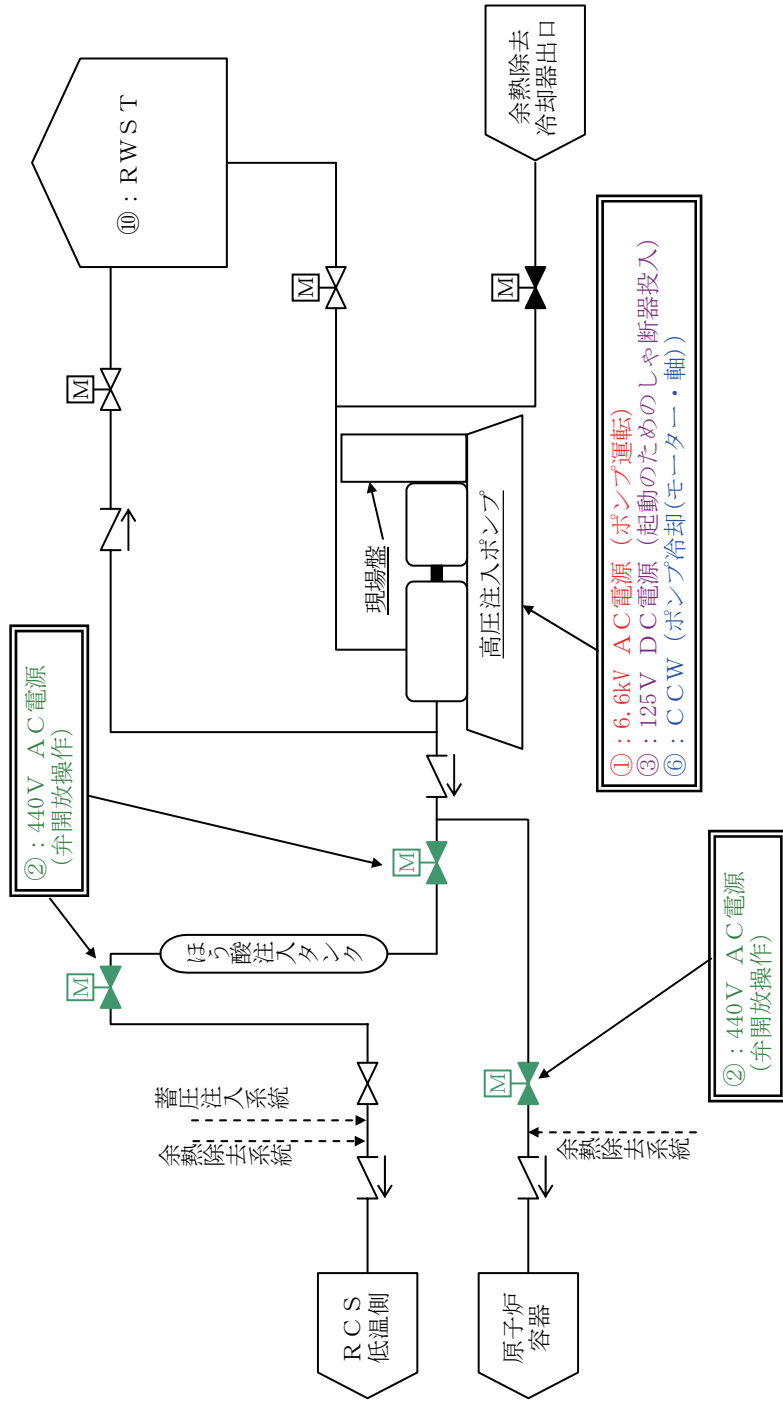 ②：440V AC電源
(弁開放操作)
⑩：RWST
M
M
M
M
M
ほう酸注入タンク
蓄圧注入系統
余熱除去系統
RCS
低温側
現場盤
高圧注入ポンプ
M
余熱除去
冷却器出口
M
余熱除去系統
原子炉
容器
②：440V AC電源
(弁開放操作)
①：6.6kV AC電源 (ポンプ運転)
③：125V DC電源 (起動のためのしゃ断器投入)
⑥：CCW (ポンプ冷却(モーター・軸))